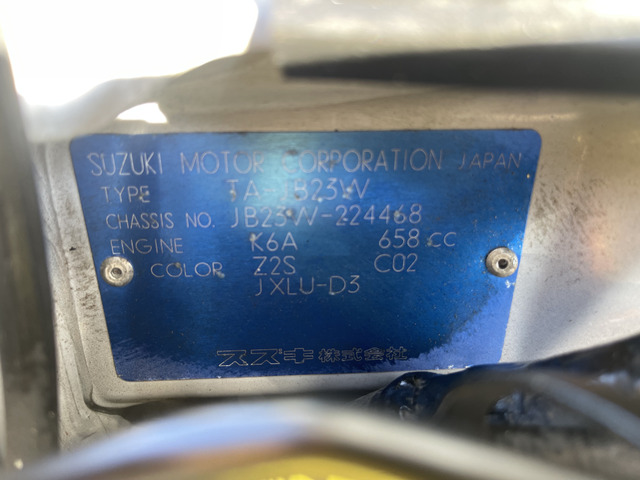 SUZUKI MOTOR CORPORATION JAPAN
TYPE TA-JB23W
CHASSIS NO. JB23W-224468
ENGINE K6A 658 CC
COLOR Z2S C02
JXLU-D3
スズキ株式会社